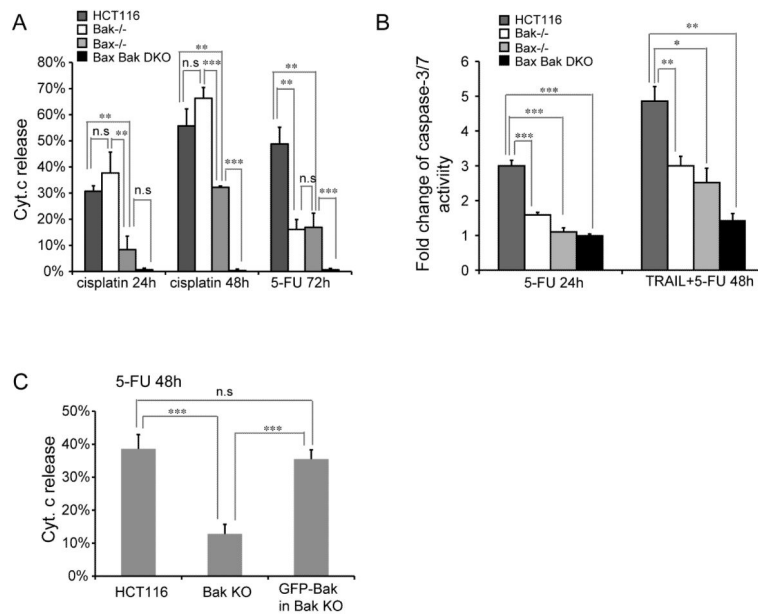 A
HCT116
Bak-/-
Bax-/-
Bax Bak DKO
Cyt.c release
80%
70%
60%
50%
40%
30%
20%
10%
0%
**
n.s
**
n.s
**
n.s
***
***
**
**
n.s
***
cisplatin 24h
cisplatin 48h
5-FU 72h
B
HCT116
Bak-/-
Bax-/-
Bax Bak DKO
Fold change of caspase-3/7
activiity
6
5
4
3
2
1
0
***
***
***
**
*
**
5-FU 24h
TRAIL+5-FU 48h
C
5-FU 48h
Cyt. c release
50%
40%
30%
20%
10%
0%
n.s
***
***
HCT116
Bak KO
GFP-Bak
in Bak KO